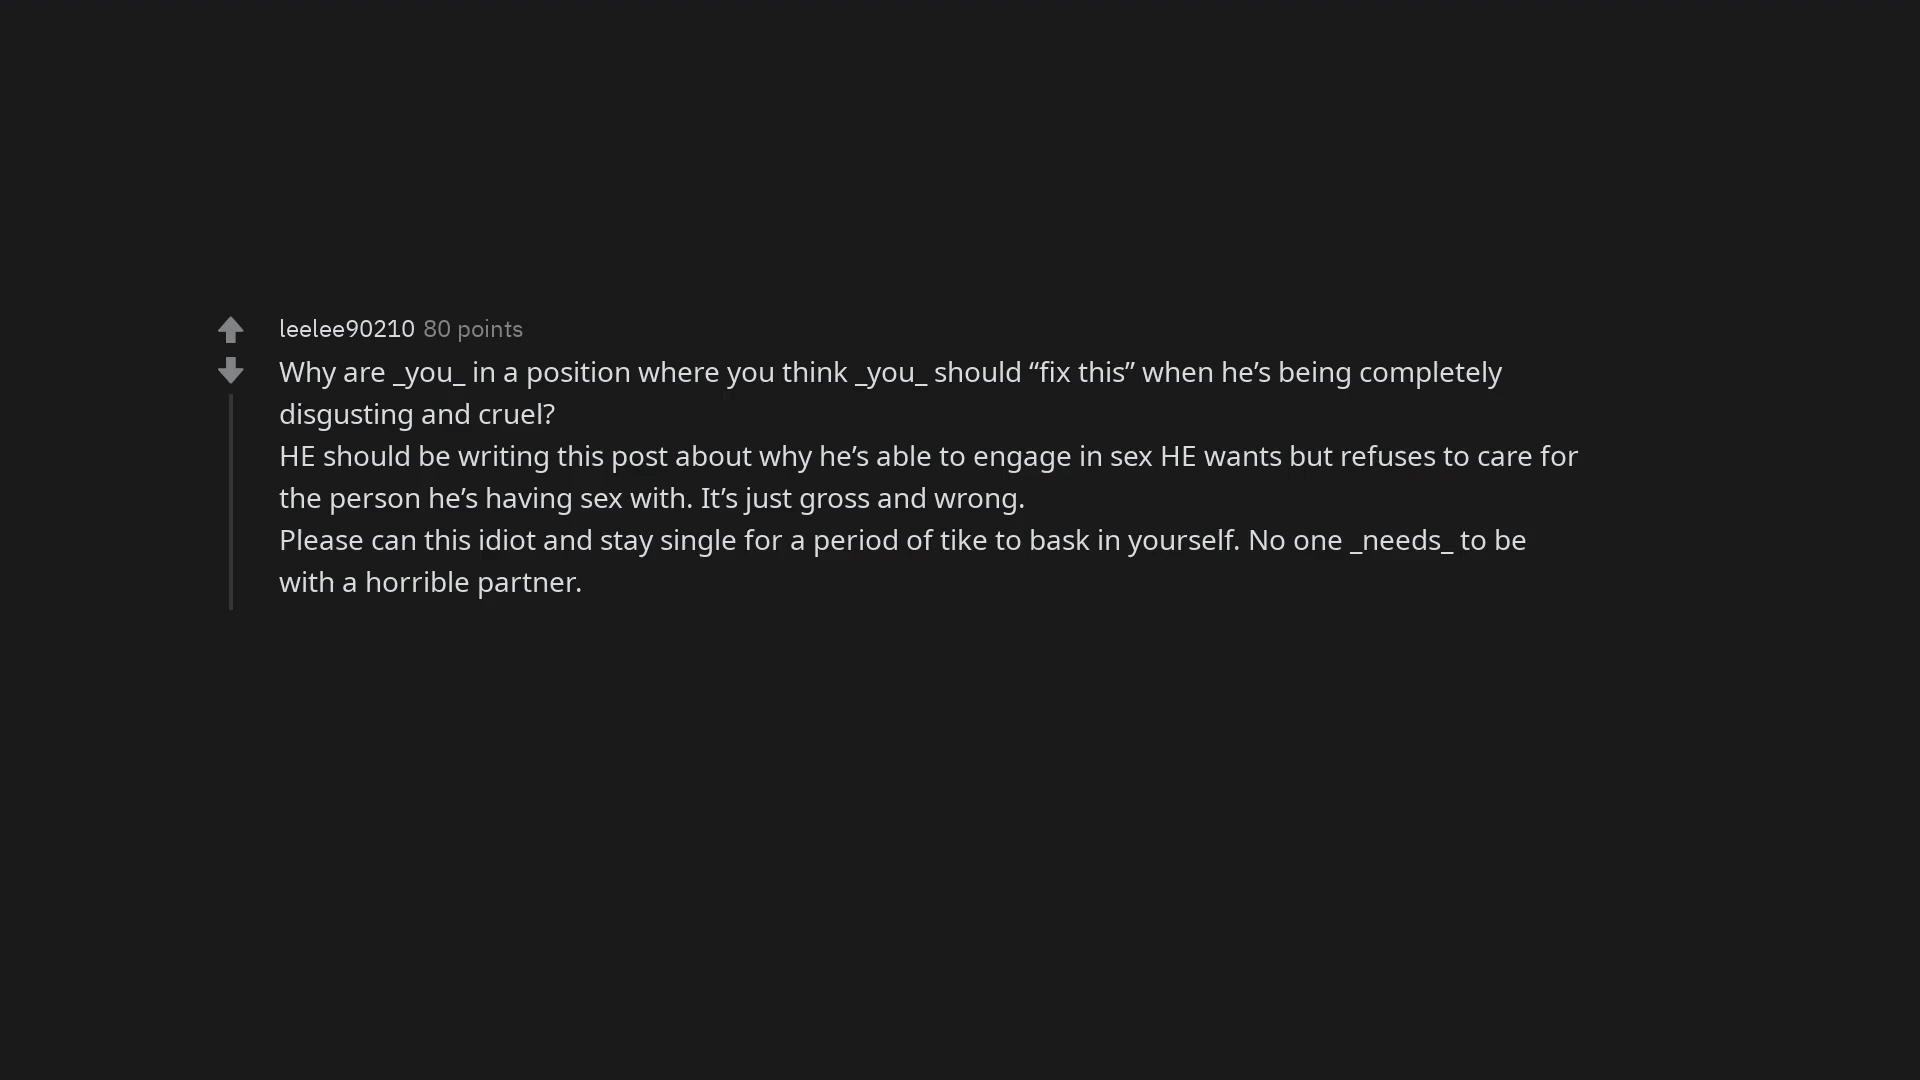 leelee90210 80 points
Why are _you_ in a position where you think _you_ should “fix this” when he’s being completely
disgusting and cruel?
HE should be writing this post about why he’s able to engage in sex HE wants but refuses to care for
the person he’s having sex with. It’s just gross and wrong.
Please can this idiot and stay single for a period of tike to bask in yourself. No one _needs_ to be
with a horrible partner.